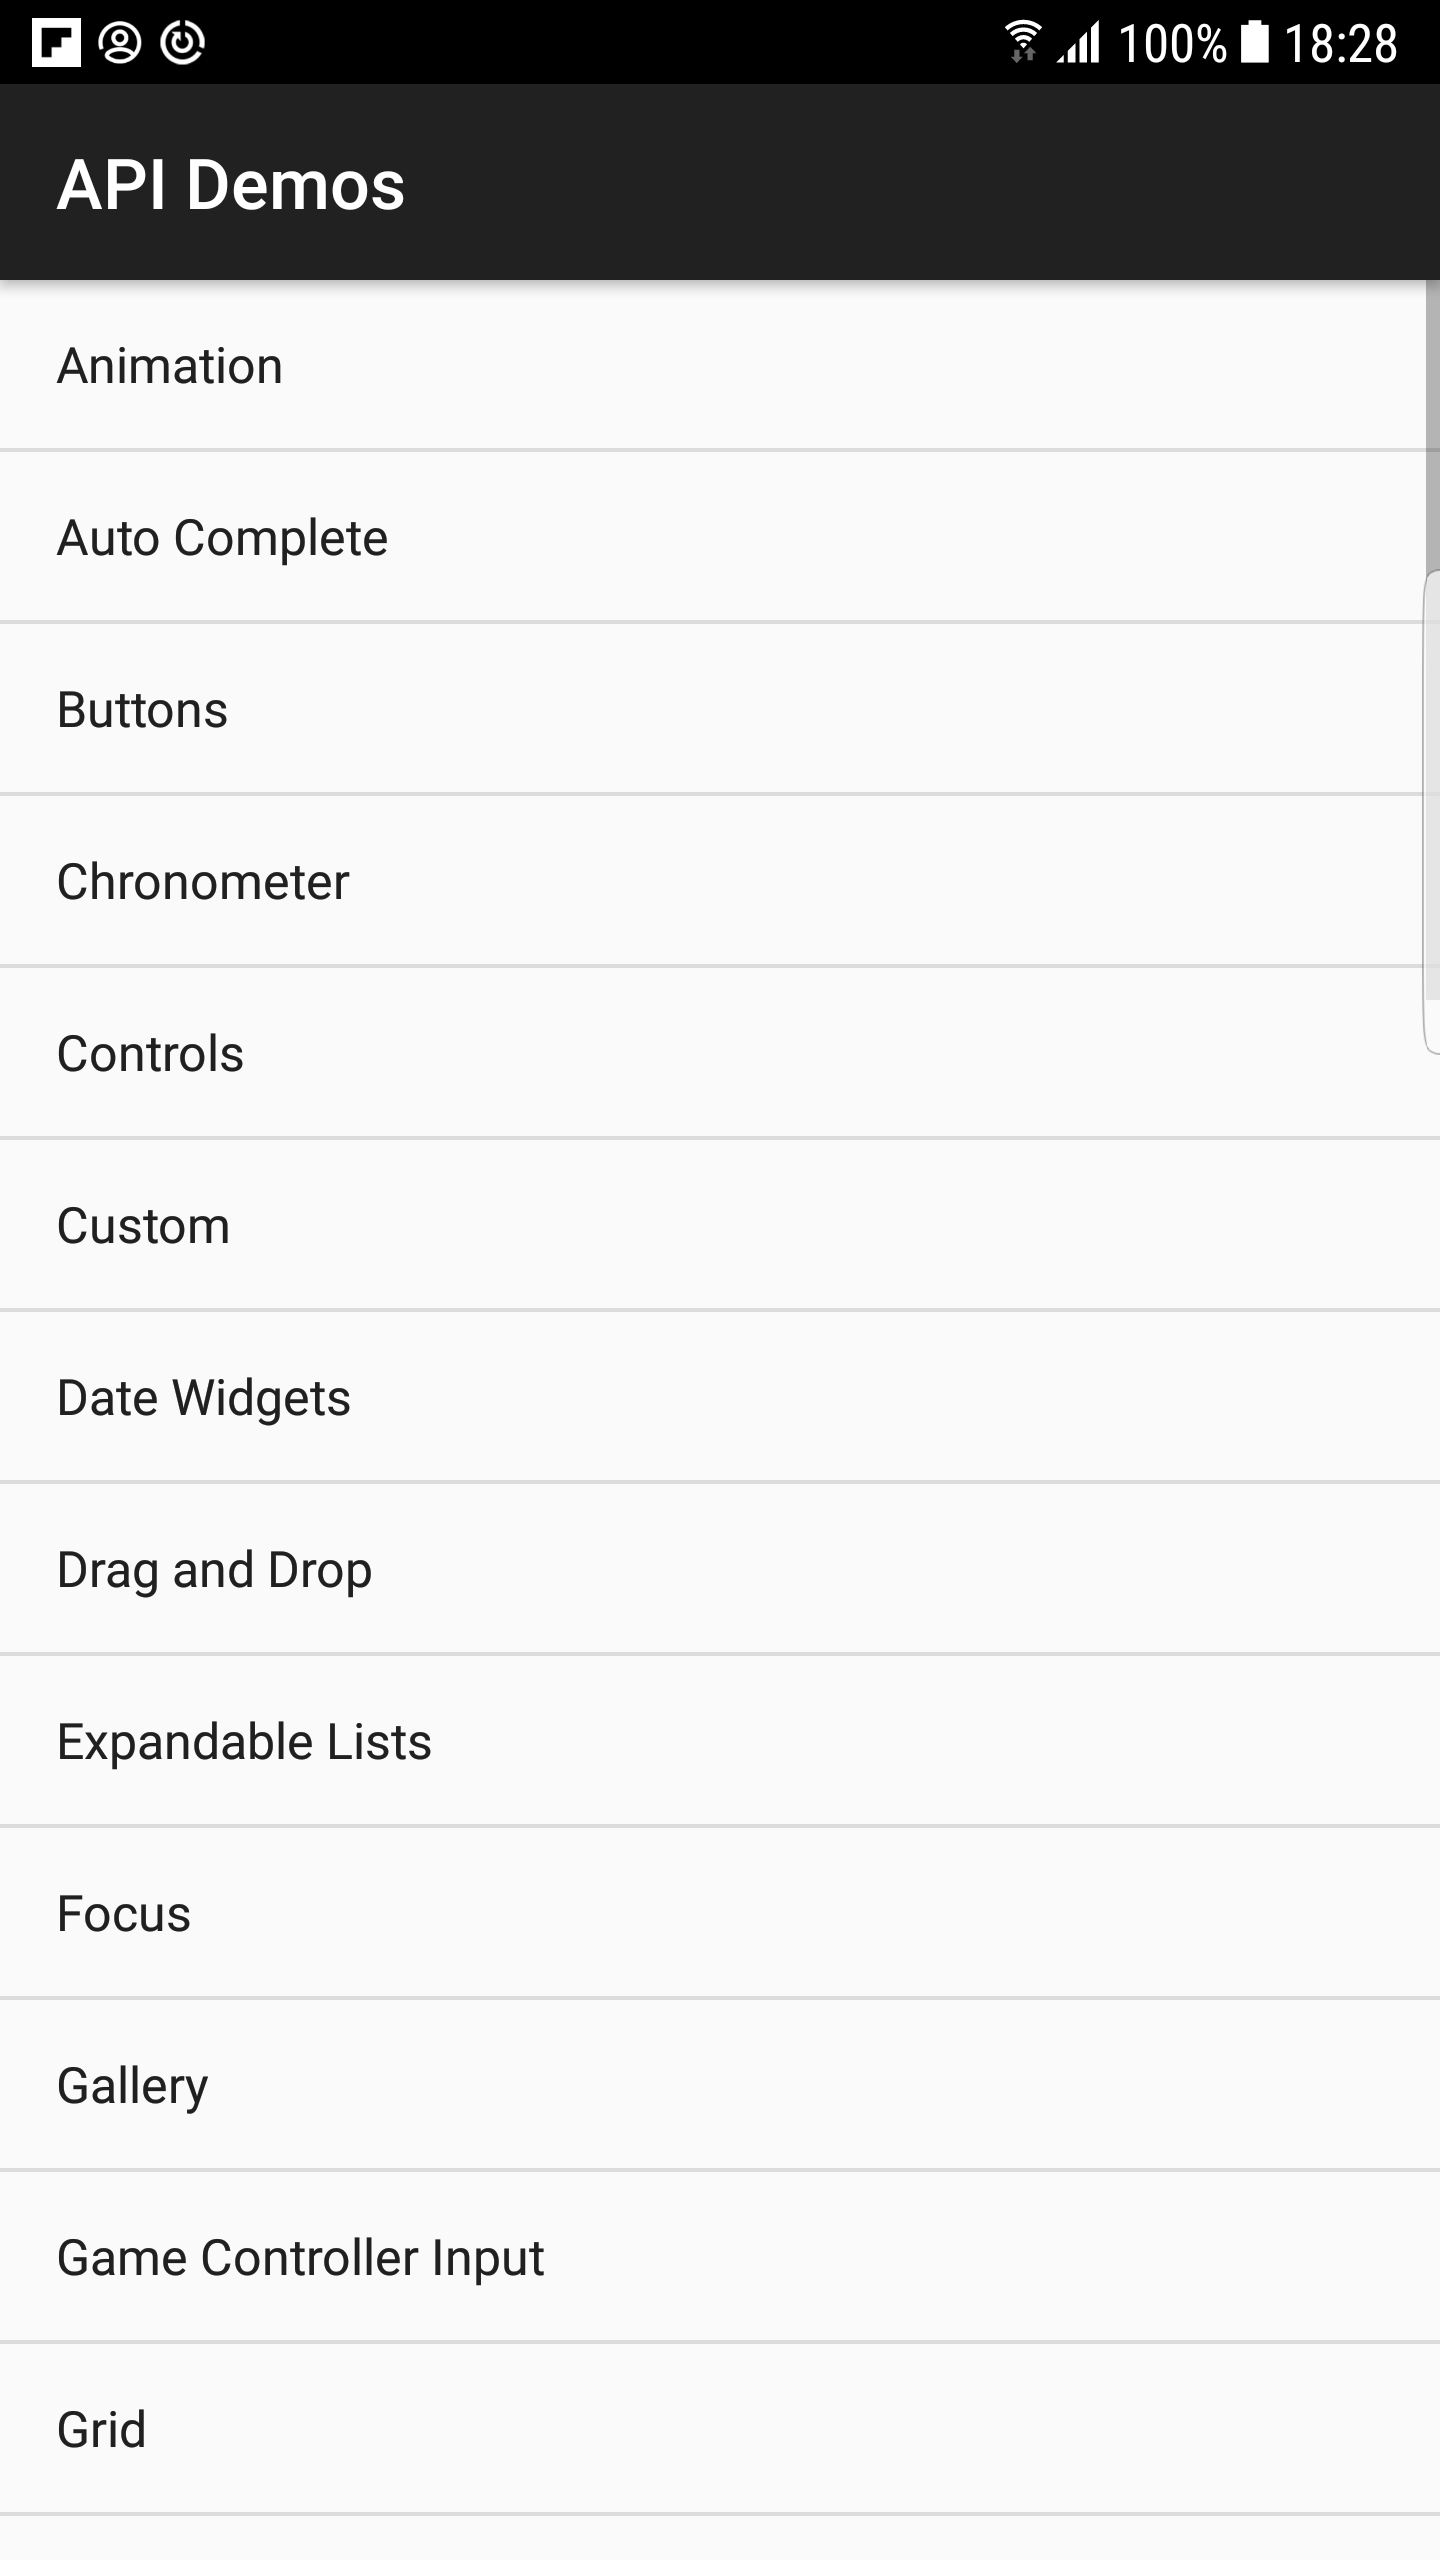 100% 18:28
API Demos
Animation
Auto Complete
Buttons
Chronometer
Controls
Custom
Date Widgets
Drag and Drop
Expandable Lists
Focus
Gallery
Game Controller Input
Grid